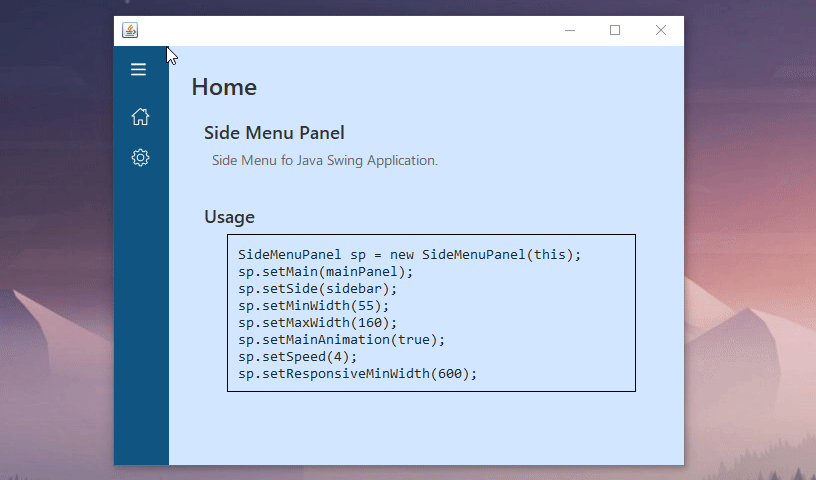 Home
Side Menu Panel
Side Menu fo Java Swing Application.
Usage
SideMenuPanel sp = new SideMenuPanel(this);
sp.setMain(mainPanel);
sp.setSide(sidebar);
sp.setMinWidth(55);
sp.setMaxWidth(160);
sp.setMainAnimation(true);
sp.setSpeed(4);
sp.setResponsiveMinWidth(600);